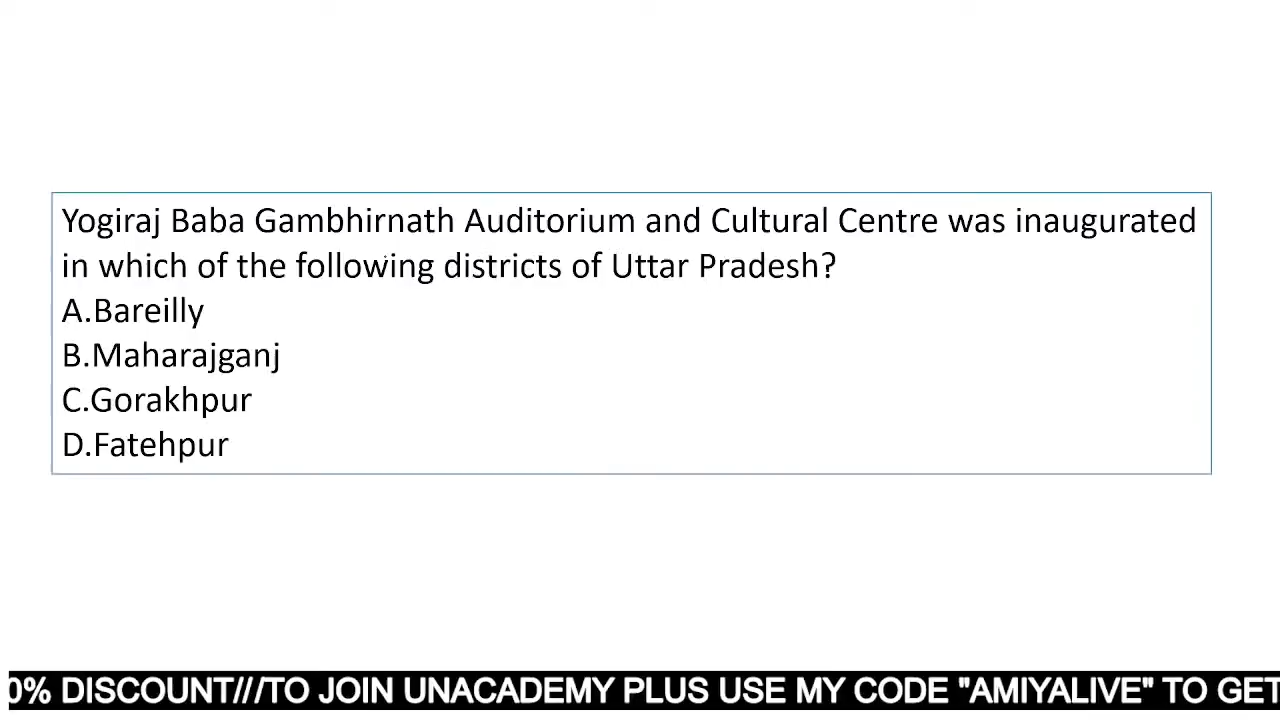 Yogiraj Baba Gambhirnath Auditorium and Cultural Centre was inaugurated
in which of the following districts of Uttar Pradesh?
A.Bareilly
B.Maharajganj
C.Gorakhpur
D.Fatehpur
0% DISCOUNT///TO JOIN UNACADEMY PLUS USE MY CODE "AMIYALIVE" TO GET